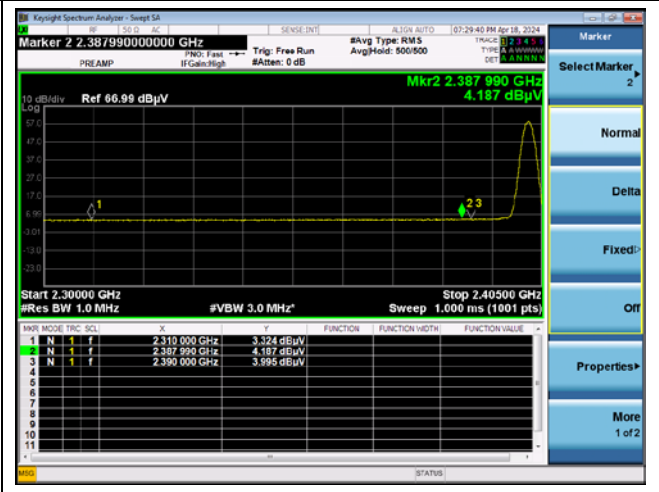 Keysight Spectrum Analyzer - Swept SA
RF 50 Ω AC SENSE:INT ALIGN AUTO 07:29:40 PM Apr 18, 2024
Marker 2 2.387990000000 GHz
PREAMP
PNO: Fast
IFGain:High
Trig: Free Run
#Atten: 0 dB
#Avg Type: RMS
Avg|Hold: 500/500
TRACE 1 2 3 4 5 6
TYPE
DET A A N N N N
Mkr2 2.387 990 GHz
4.187 dBµV
10 dB/div Ref 66.99 dBµV
Log
57.0
47.0
37.0
27.0
17.0
6.99
-3.01
-13.0
-23.0
1
2 3
Start 2.30000 GHz Stop 2.40500 GHz
#Res BW 1.0 MHz #VBW 3.0 MHz* Sweep 1.000 ms (1001 pts)
MKR MODE TRC SCL X Y FUNCTION FUNCTION WIDTH FUNCTION VALUE
1 N 1 f 2.310 000 GHz 3.324 dBµV
2 N 1 f 2.387 990 GHz 4.187 dBµV
3 N 1 f 2.390 000 GHz 3.995 dBµV
4
5
6
7
8
9
10
11
MSG STATUS
Marker
Select Marker
2
Normal
Delta
Fixed
Off
Properties
More
1 of 2